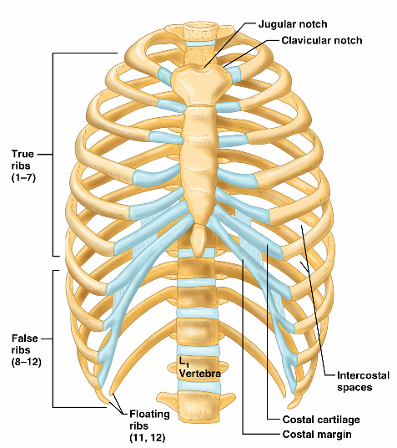 Jugular notch
Clavicular notch
True
ribs
(1–7)
False
ribs
(8–12)
L1
Vertebra
Intercostal
spaces
Floating
ribs
(11, 12)
Costal cartilage
Costal margin